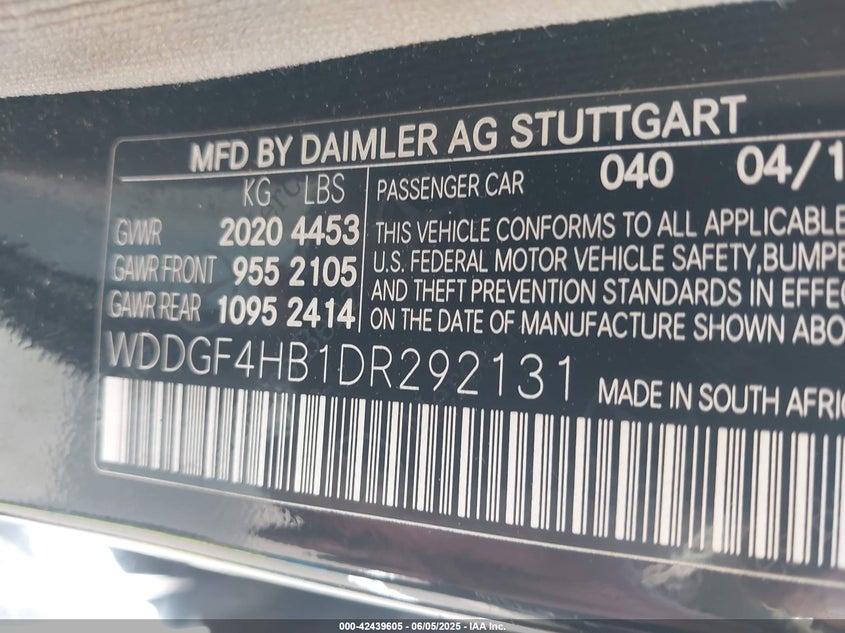 MFD BY DAIMLER AG STUTTGART
KG LBS
GVWR 2020 4453
GAWR FRONT 955 2105
GAWR REAR 1095 2414
PASSENGER CAR 040 04/1
THIS VEHICLE CONFORMS TO ALL APPLICABLE
U.S. FEDERAL MOTOR VEHICLE SAFETY, BUMPE
AND THEFT PREVENTION STANDARDS IN EFFEC
ON THE DATE OF MANUFACTURE SHOWN ABO
WDDGF4HB1DR292131
MADE IN SOUTH AFRIC
000-42439605 - 06/05/2025 - IAA Inc.